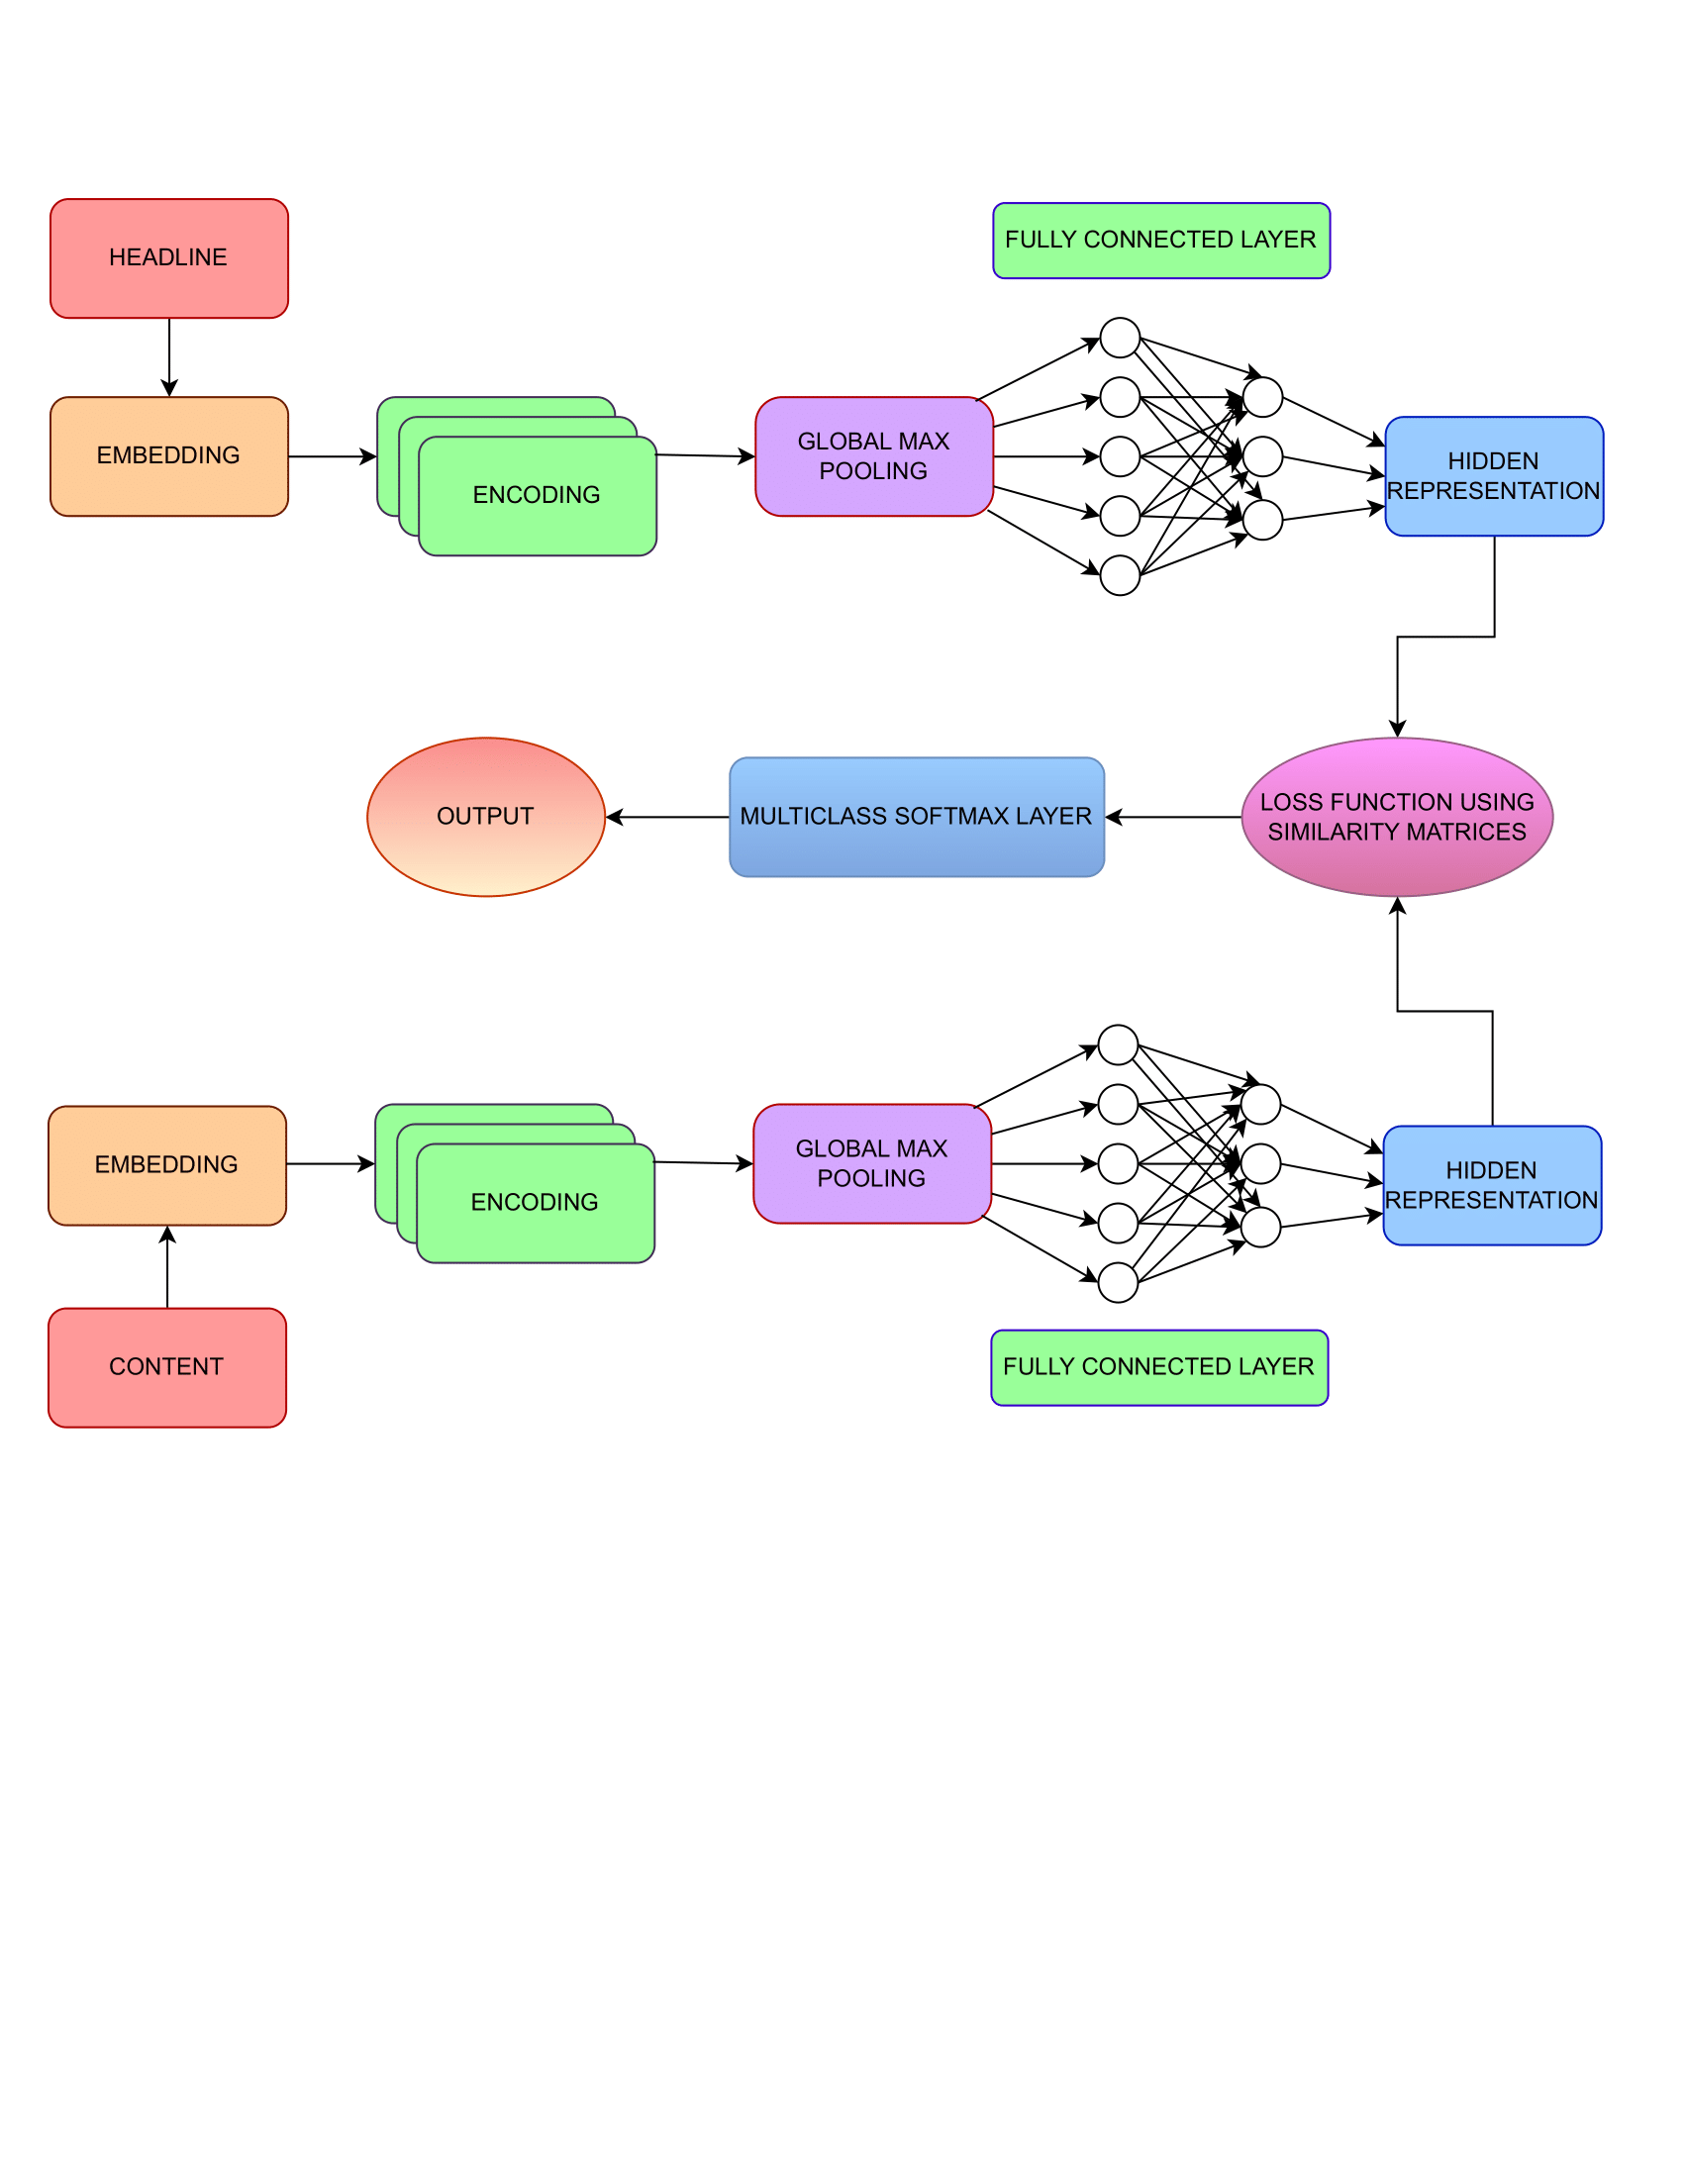 HEADLINE
FULLY CONNECTED LAYER
EMBEDDING
ENCODING
GLOBAL MAX
POOLING
HIDDEN
REPRESENTATION
OUTPUT
MULTICLASS SOFTMAX LAYER
LOSS FUNCTION USING
SIMILARITY MATRICES
EMBEDDING
ENCODING
GLOBAL MAX
POOLING
HIDDEN
REPRESENTATION
CONTENT
FULLY CONNECTED LAYER